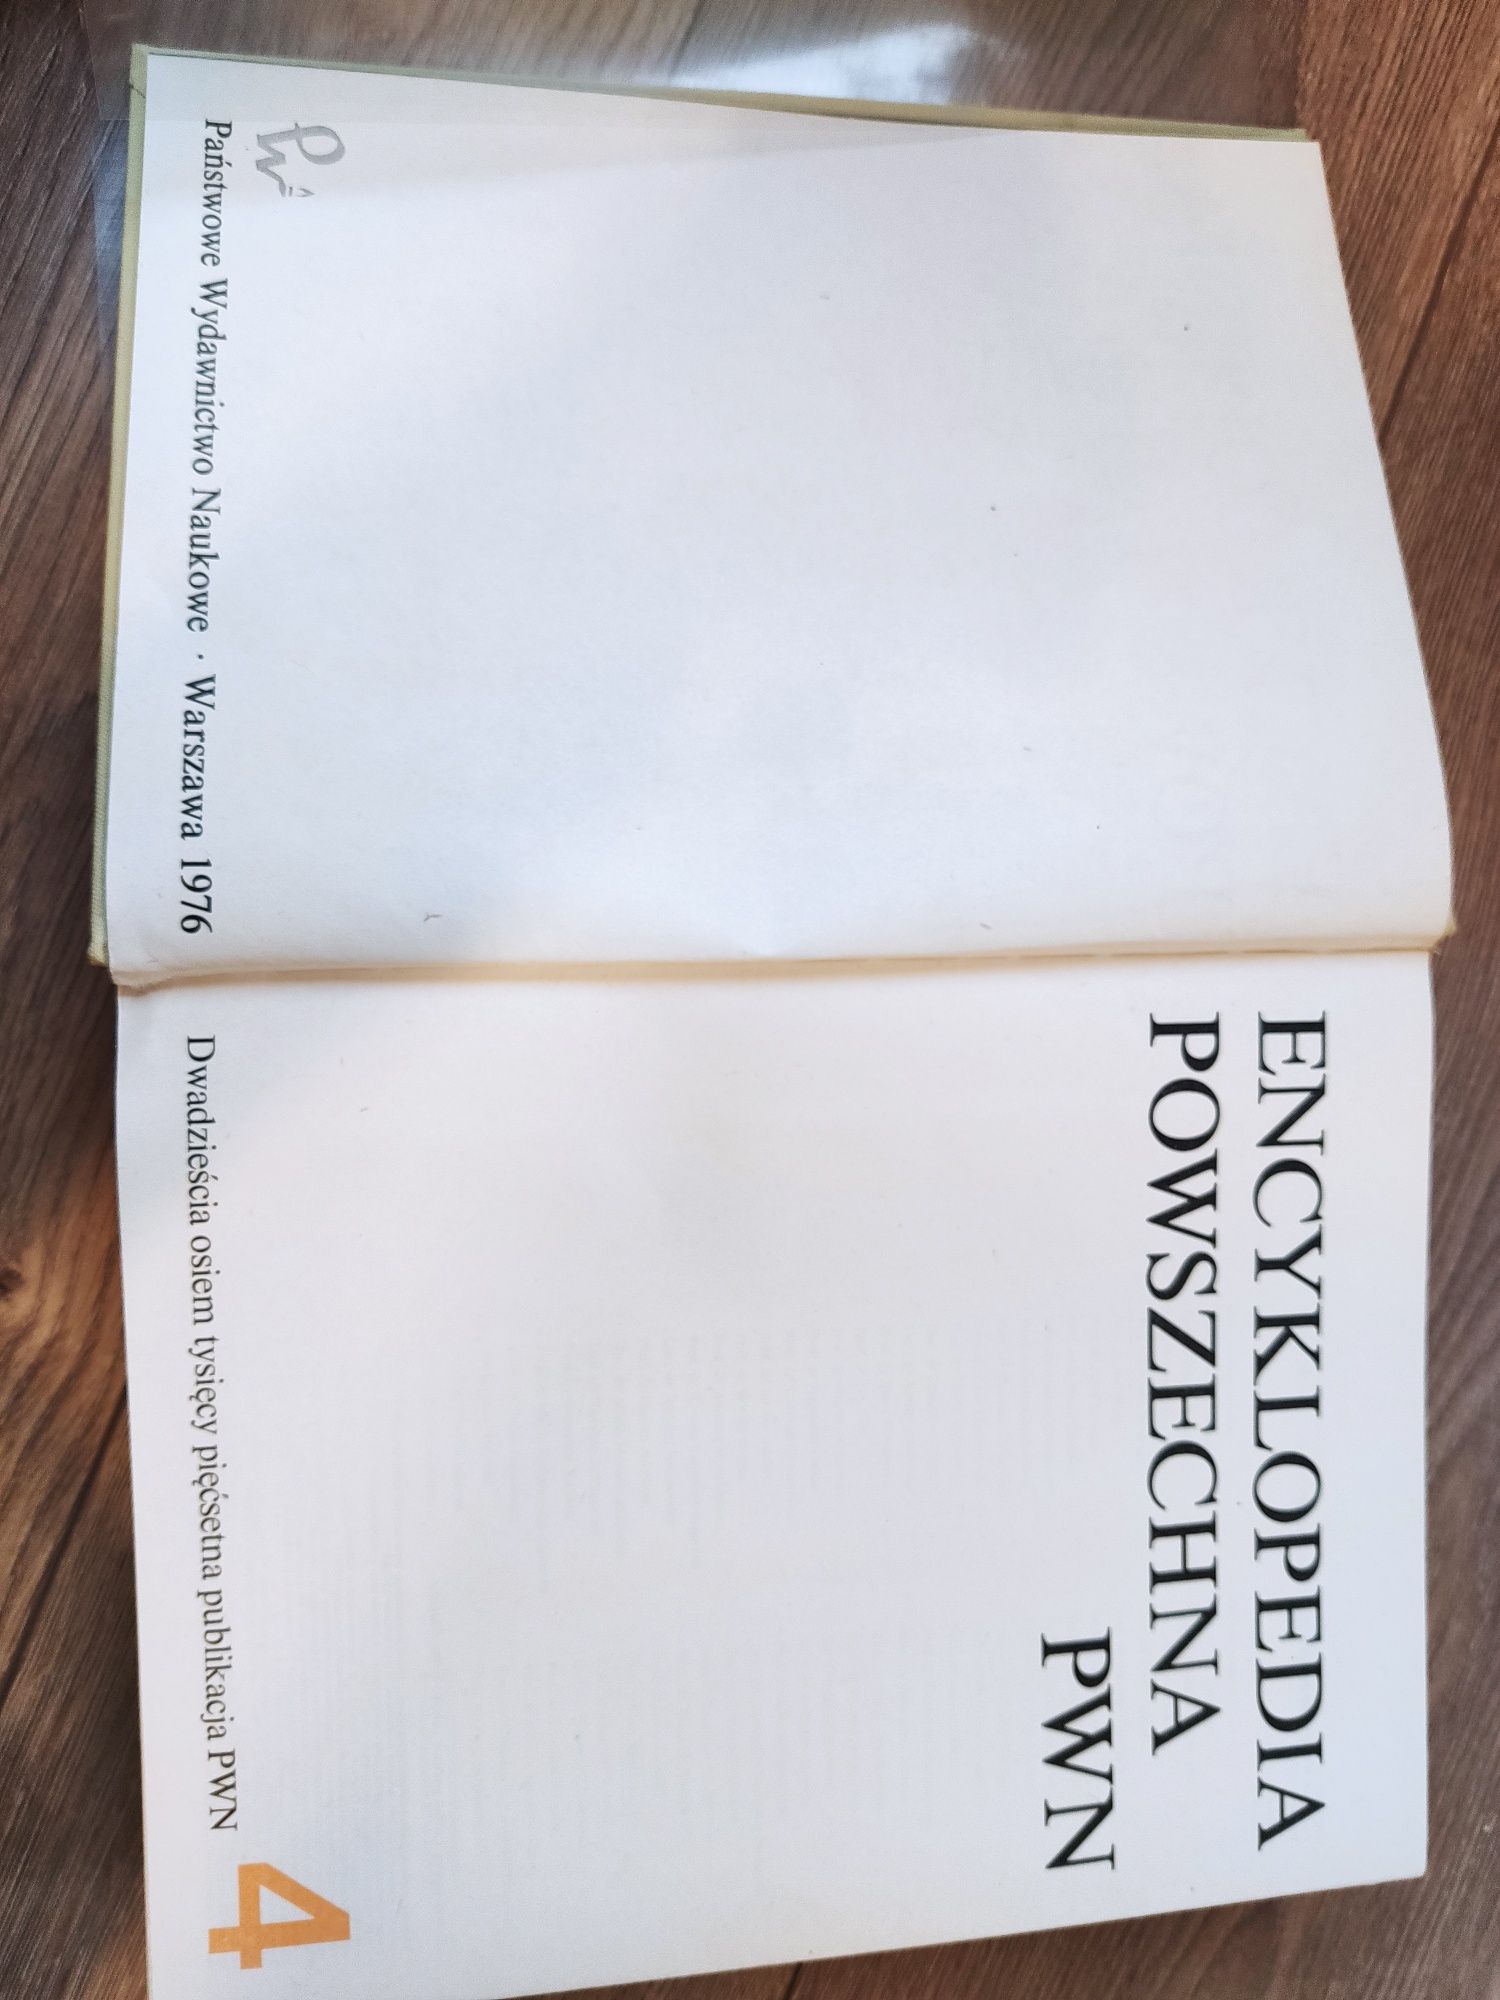 Państwowe Wydawnictwo Naukowe · Warszawa 1976
ENCYKLOPEDIA
POWSZECHNA
PWN
Dwadzieścia osiem tysięcy pięćsetna publikacja PWN
4